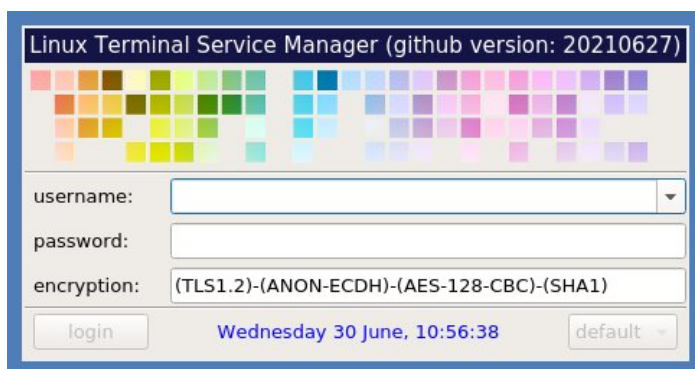 Linux Terminal Service Manager (github version: 20210627)
username:
password:
encryption: (TLS1.2)-(ANON-ECDH)-(AES-128-CBC)-(SHA1)
login Wednesday 30 June, 10:56:38 default